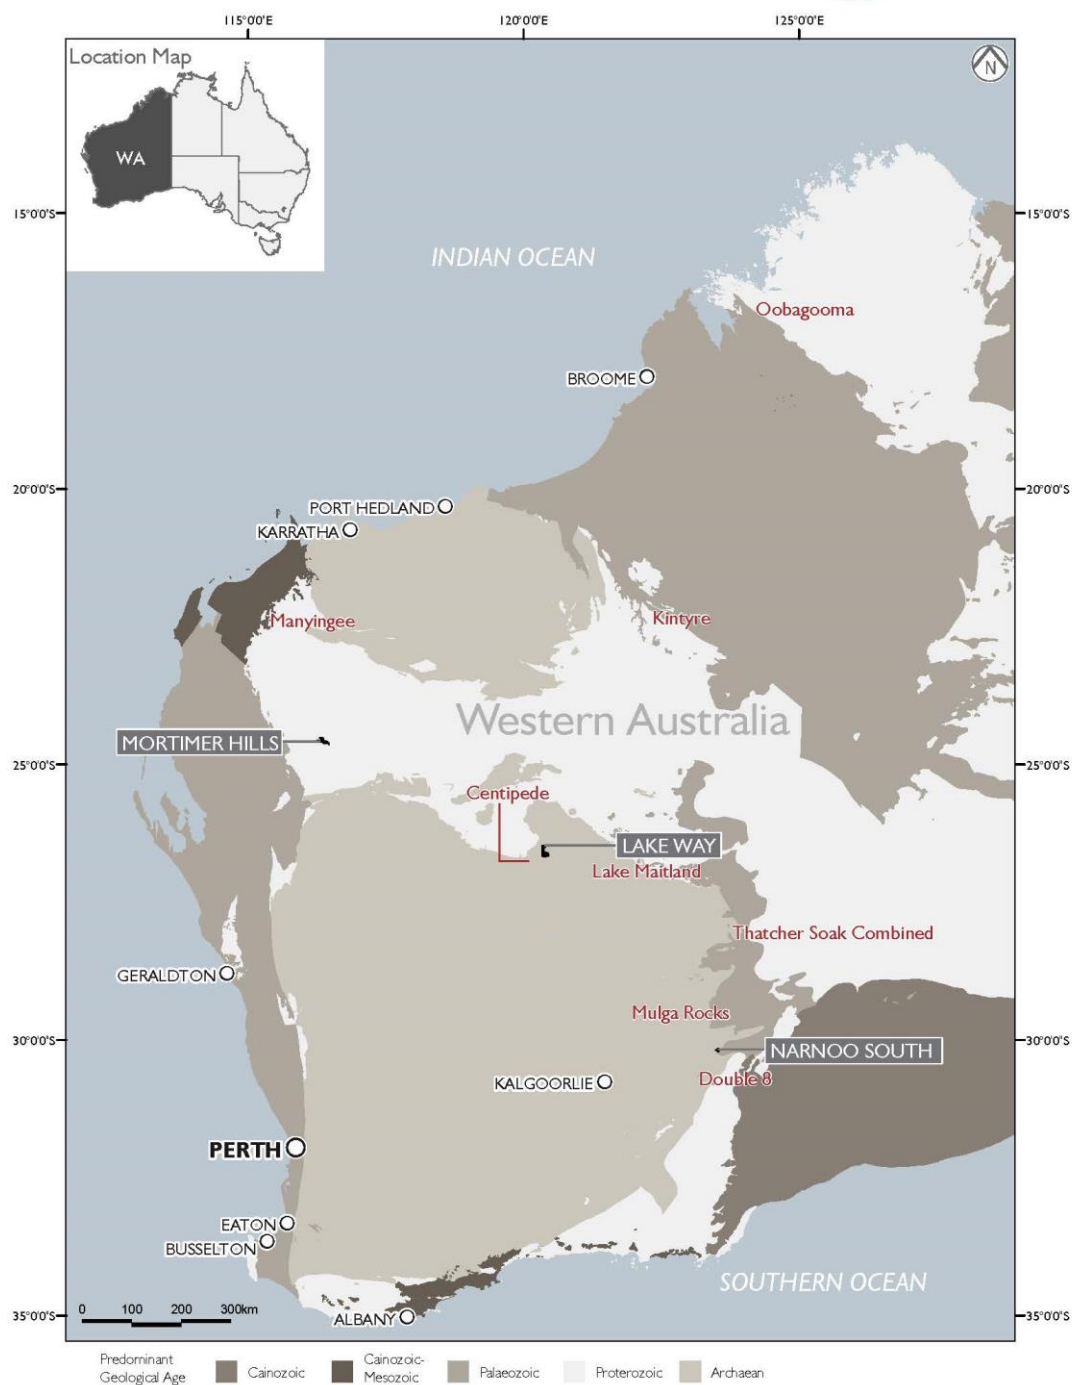 115°0'0"E
120°0'0"E
125°0'0"E
Location Map
WA
N
15°0'0"S
15°0'0"S
INDIAN OCEAN
Oobagooma
BROOME
20°0'0"S
20°0'0"S
PORT HEDLAND
KARRATHA
Manyingee
Kintyre
Western Australia
MORTIMER HILLS
25°0'0"S
25°0'0"S
Centipede
LAKE WAY
Lake Maitland
Thatcher Soak Combined
GERALDTON
Mulga Rocks
30°0'0"S
30°0'0"S
NARNOO SOUTH
Double 8
KALGOORLIE
PERTH
EATON
BUSSELTON
SOUTHERN OCEAN
0 100 200 300km
35°0'0"S
35°0'0"S
ALBANY
Predominant
Geological Age
Cainozoic
Cainozoic-
Mesozoic
Palaeozoic
Proterozoic
Archaean